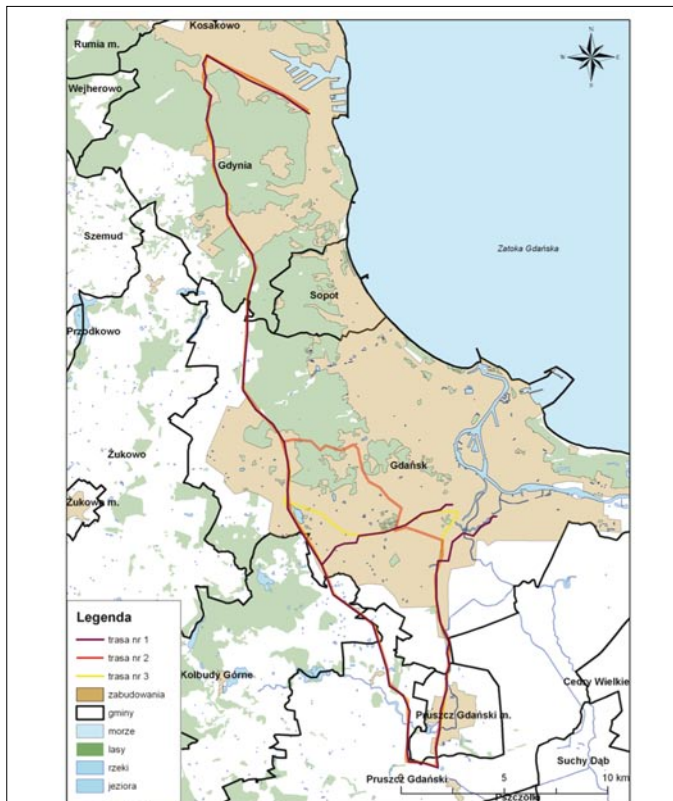 Kosakowo
Rumia m.
N
W
E
S
Wejherowo
Gdynia
Szemud
Zatoka Gdańska
Sopot
Przodkowo
Żukowo
Gdańsk
Żukowo m.
Legenda
trasa nr 1
trasa nr 2
trasa nr 3
zabudowania
gminy
morze
lasy
rzeki
jeziora
Kolbudy Górne
Cedry Wielkie
Pruszcz Gdański m.
Suchy Dąb
Pruszcz Gdański
0 5 10 km
Pszczółki